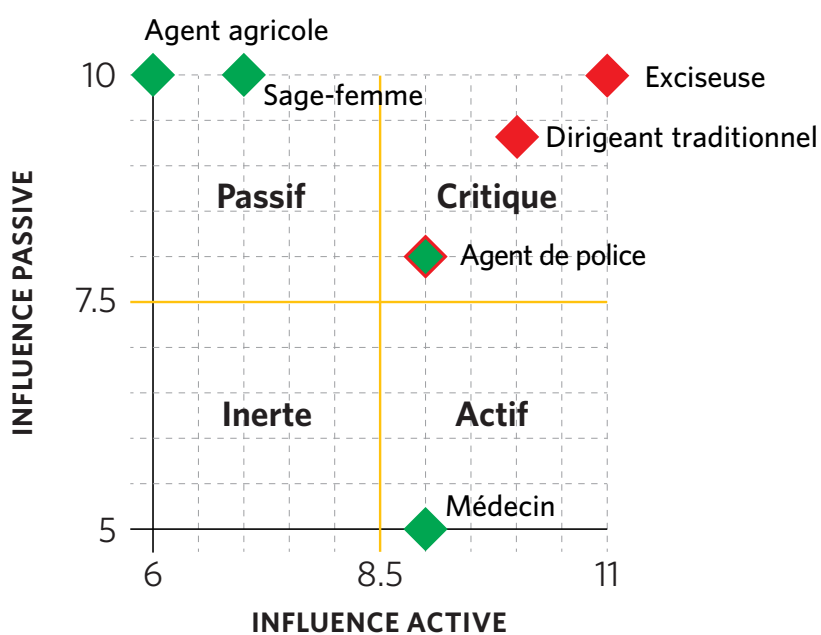 Agent agricole
10
Exciseuse
Sage-femme
Dirigeant traditionnel
Passif
Critique
Agent de police
7.5
INFLUENCE PASSIVE
Inerte
Actif
Médecin
5
6
8.5
11
INFLUENCE ACTIVE